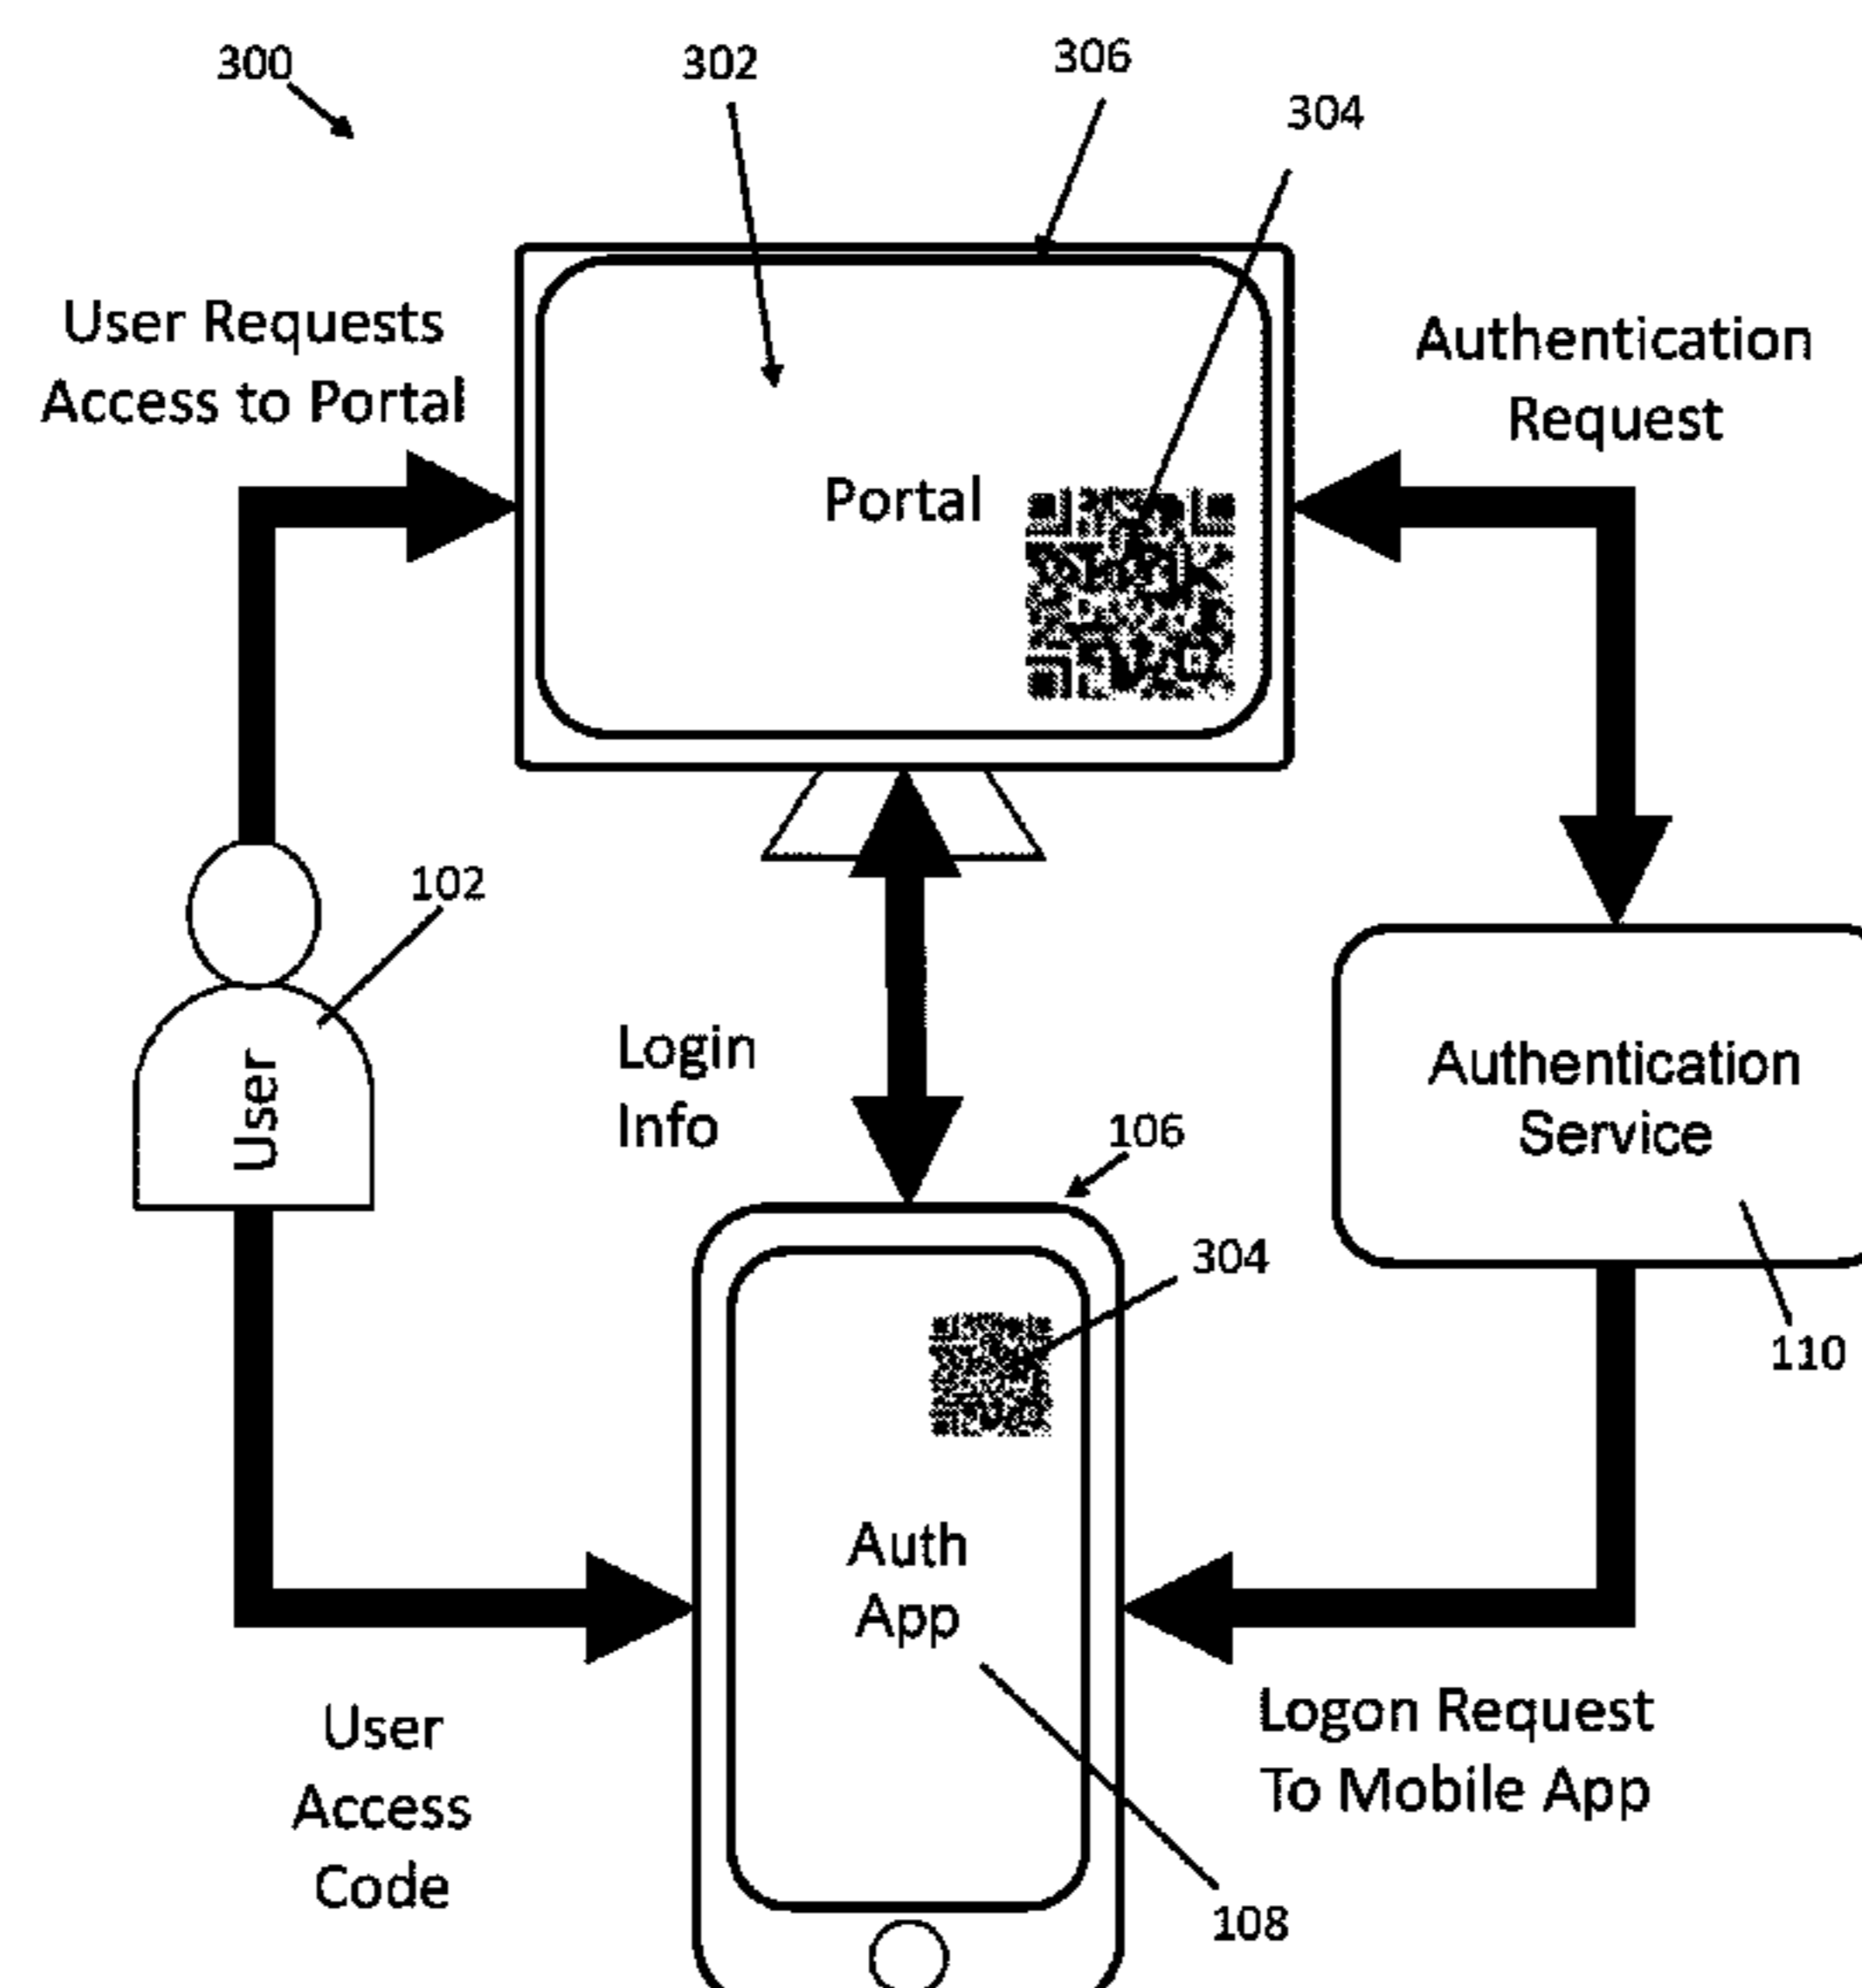 300
302
306
304
User Requests
Access to Portal
Authentication
Request
Portal
102
User
Login
Info
Authentication
Service
106
304
110
Auth
App
User
Access
Code
Logon Request
To Mobile App
108